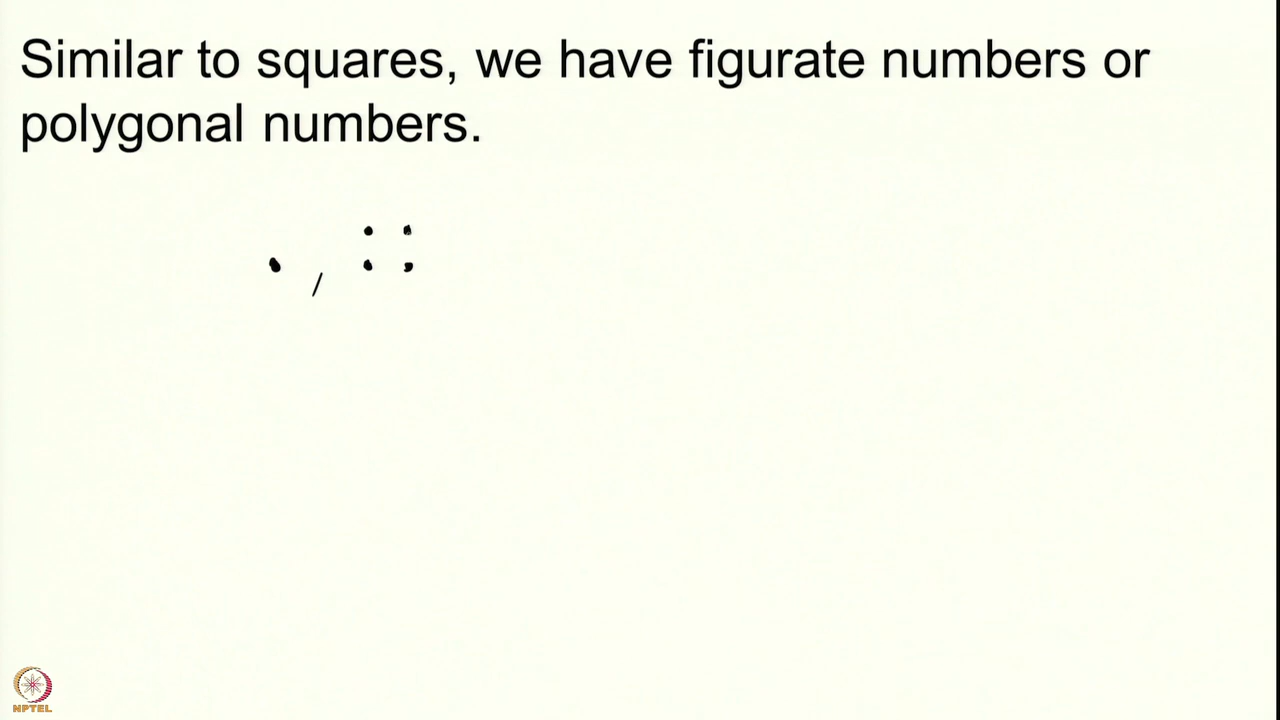 Similar to squares, we have figurate numbers or
polygonal numbers.
NPTEL